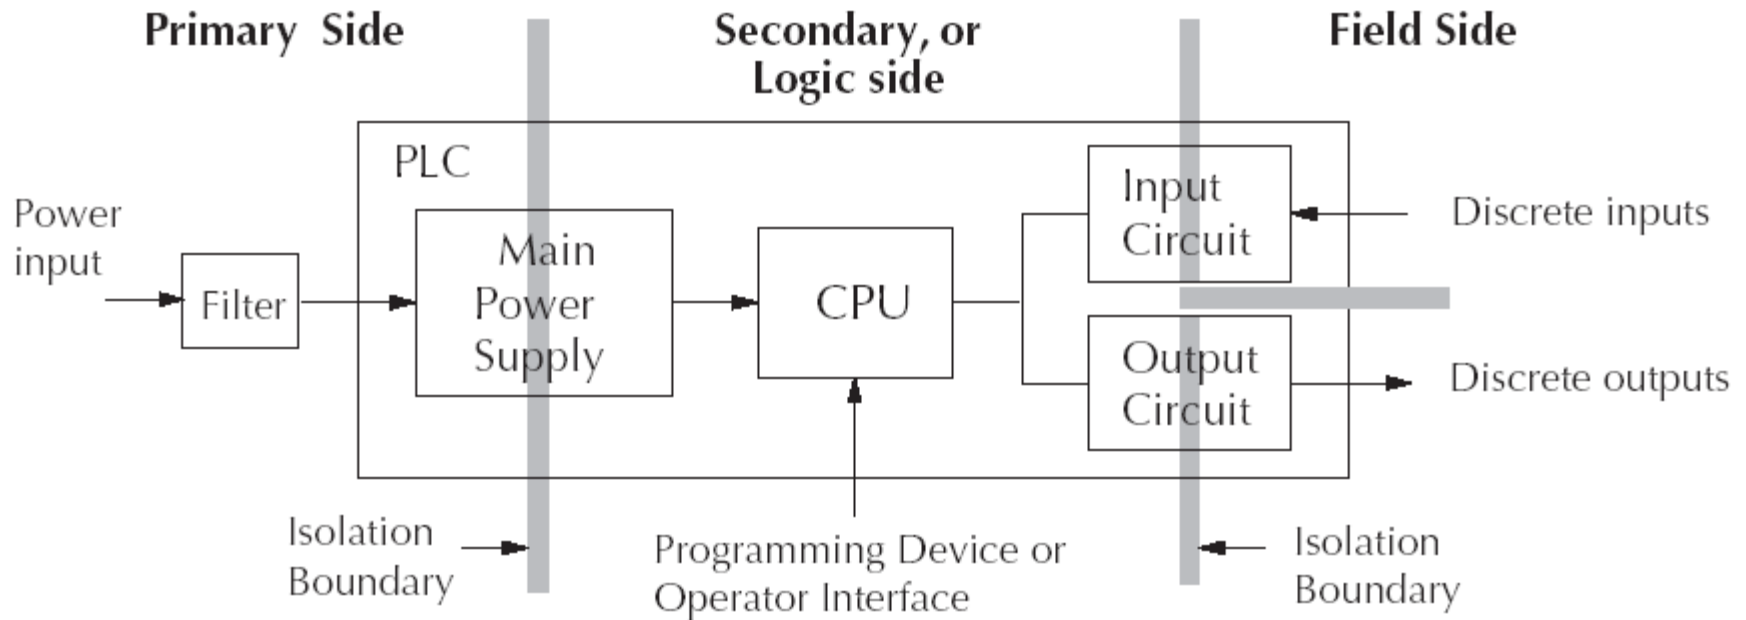 Primary Side
Secondary, or
Logic side
Field Side
PLC
Power
input
Filter
Main
Power
Supply
CPU
Input
Circuit
Discrete inputs
Output
Circuit
Discrete outputs
Isolation
Boundary
Programming Device or
Operator Interface
Isolation
Boundary